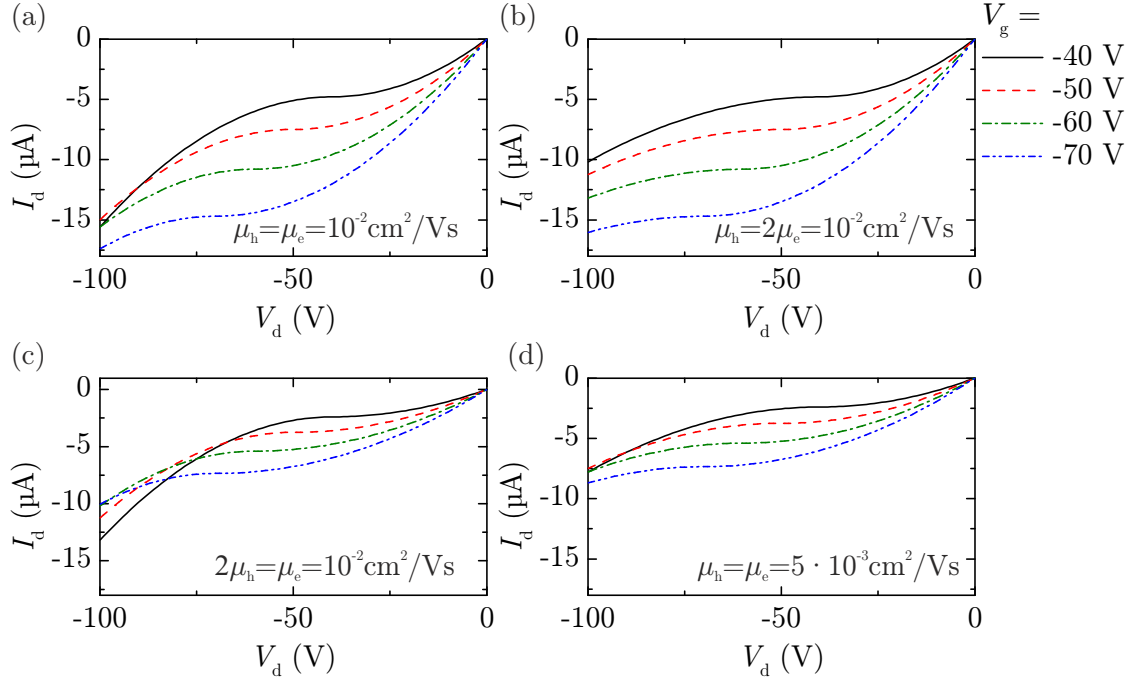 (a)
0
-5
-10
-15
I_d (µA)
µ_h=µ_e=10^-2cm^2/Vs
-100
-50
0
V_d (V)
(b)
0
-5
-10
-15
I_d (µA)
µ_h=2µ_e=10^-2cm^2/Vs
-100
-50
0
V_d (V)
V_g =
-40 V
-50 V
-60 V
-70 V
(c)
0
-5
-10
-15
I_d (µA)
2µ_h=µ_e=10^-2cm^2/Vs
-100
-50
0
V_d (V)
(d)
0
-5
-10
-15
I_d (µA)
µ_h=µ_e=5 · 10^-3cm^2/Vs
-100
-50
0
V_d (V)